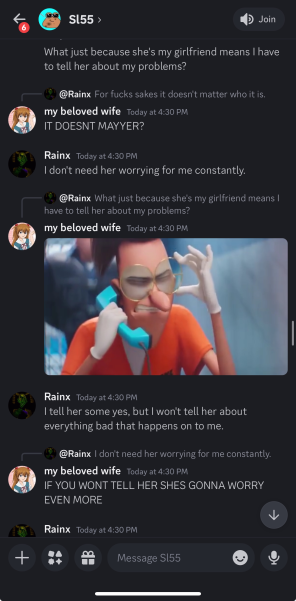 Sl55 >
Join
6
What just because she's my girlfriend means I have
to tell her about my problems?
@Rainx For fucks sakes it doesn't matter who it is.
my beloved wife Today at 4:30 PM
IT DOESNT MAYYER?
Rainx Today at 4:30 PM
I don't need her worrying for me constantly.
@Rainx What just because she's my girlfriend means I
have to tell her about my problems?
my beloved wife Today at 4:30 PM
Rainx Today at 4:30 PM
I tell her some yes, but I won't tell her about
everything bad that happens on to me.
@Rainx I don't need her worrying for me constantly.
my beloved wife Today at 4:30 PM
IF YOU WONT TELL HER SHES GONNA WORRY
EVEN MORE
Rainx Today at 4:30 PM
Message Sl55